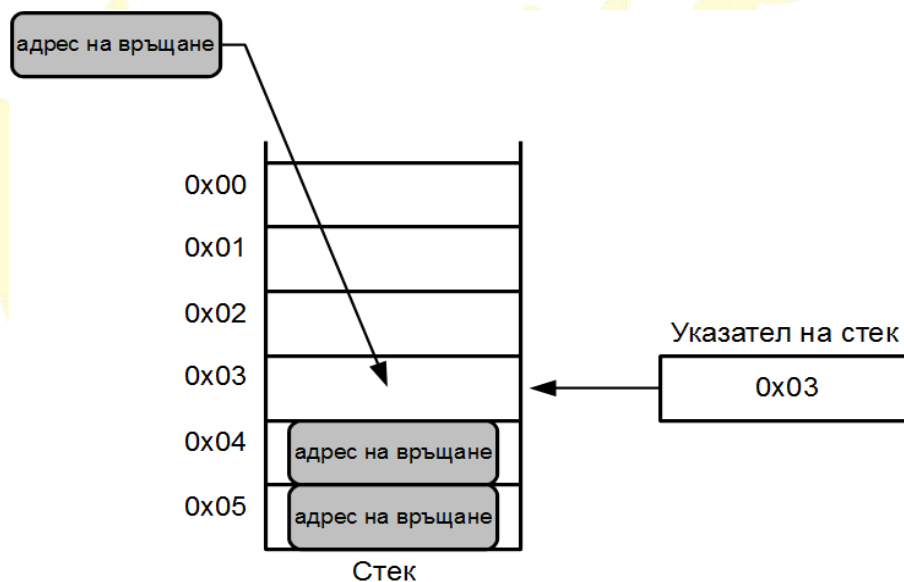 адрес на връщане
0x00
0x01
0x02
Указател на стек
0x03
0x03
0x04
адрес на връщане
0x05
адрес на връщане
Стек